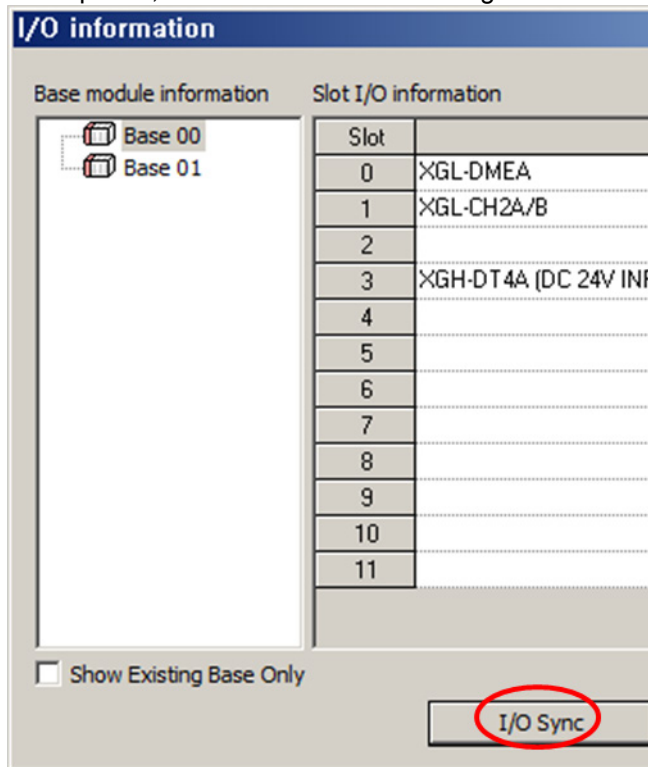 I/O information
Base module information Slot I/O information
Base 00
Base 01
Slot
0 XGL-DMEA
1 XGL-CH2A/B
2
3 XGH-DT4A (DC 24V
4
5
6
7
8
9
10
11
Show Existing Base Only
I/O Sync